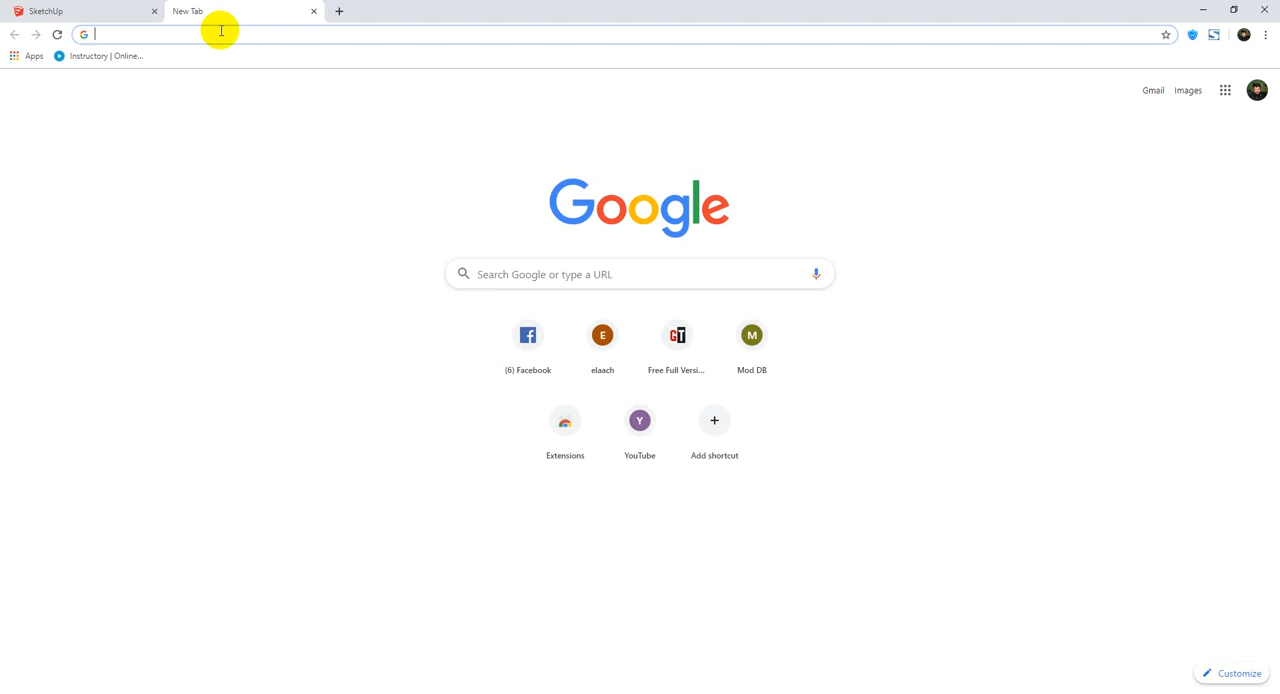 SketchUp
New Tab
Apps
Instructory | Online...
Gmail
Images
Google
Search Google or type a URL
(6) Facebook
E
elaach
GT
Free Full Versi...
M
Mod DB
Extensions
Y
YouTube
Add shortcut
Customize